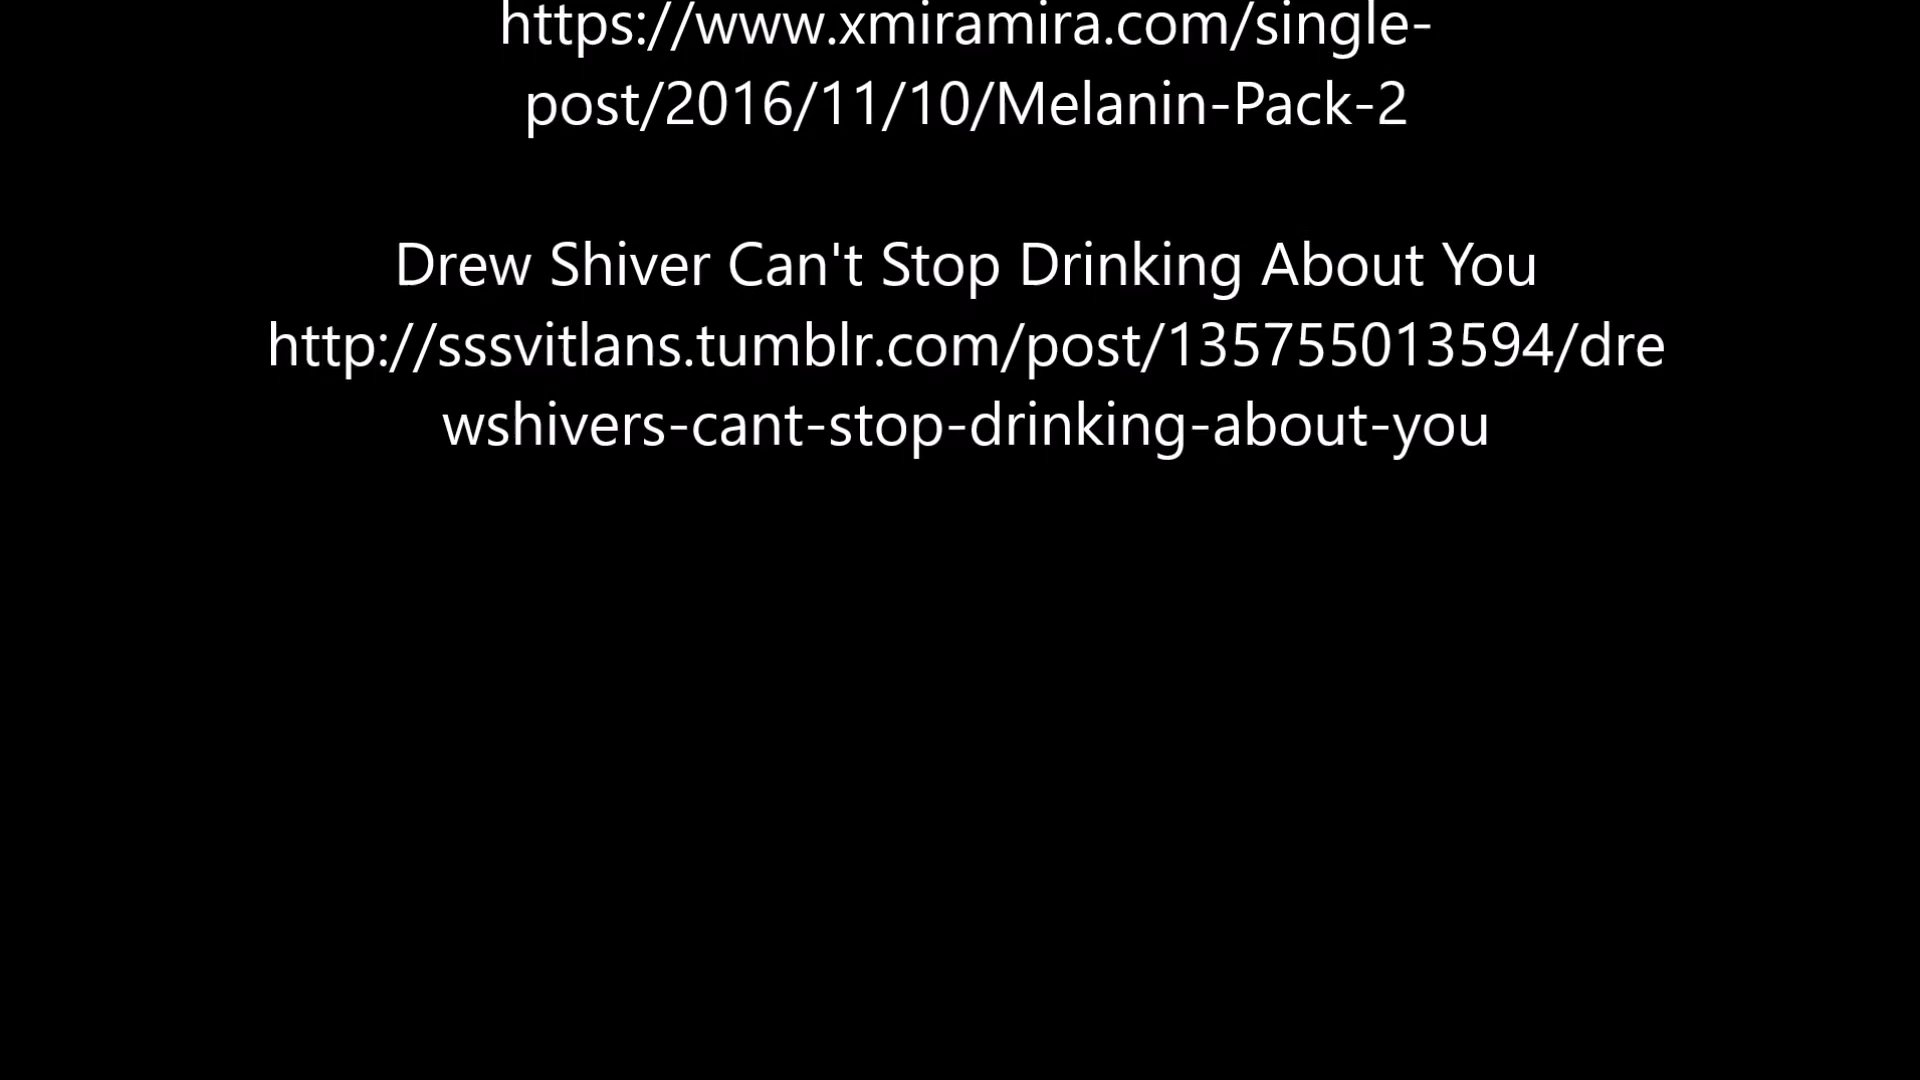 https://www.xmiramira.com/single-
post/2016/11/10/Melanin-Pack-2
Drew Shiver Can't Stop Drinking About You
http://sssvitlans.tumblr.com/post/135755013594/dre
wshivers-cant-stop-drinking-about-you